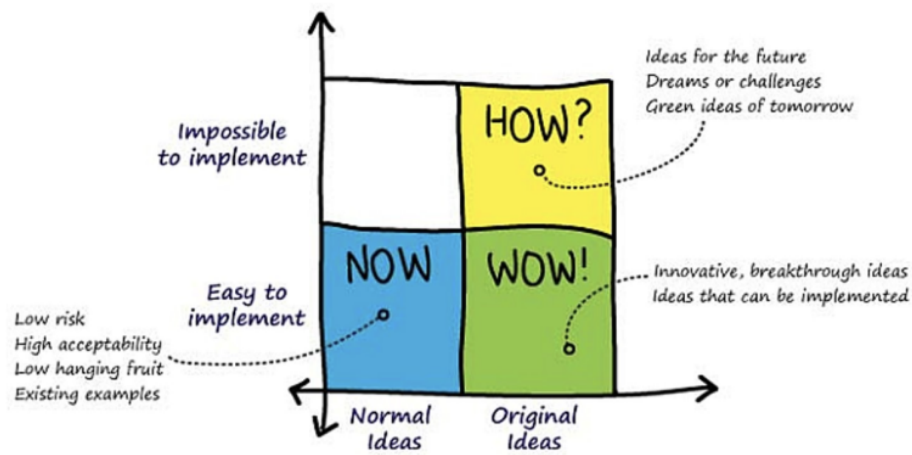 Ideas for the future
Dreams or challenges
Green ideas of tomorrow
HOW?
Impossible
to implement
NOW
WOW!
Innovative, breakthrough ideas
Ideas that can be implemented
Easy to
implement
Low risk
High acceptability
Low hanging fruit
Existing examples
Normal
Ideas
Original
Ideas